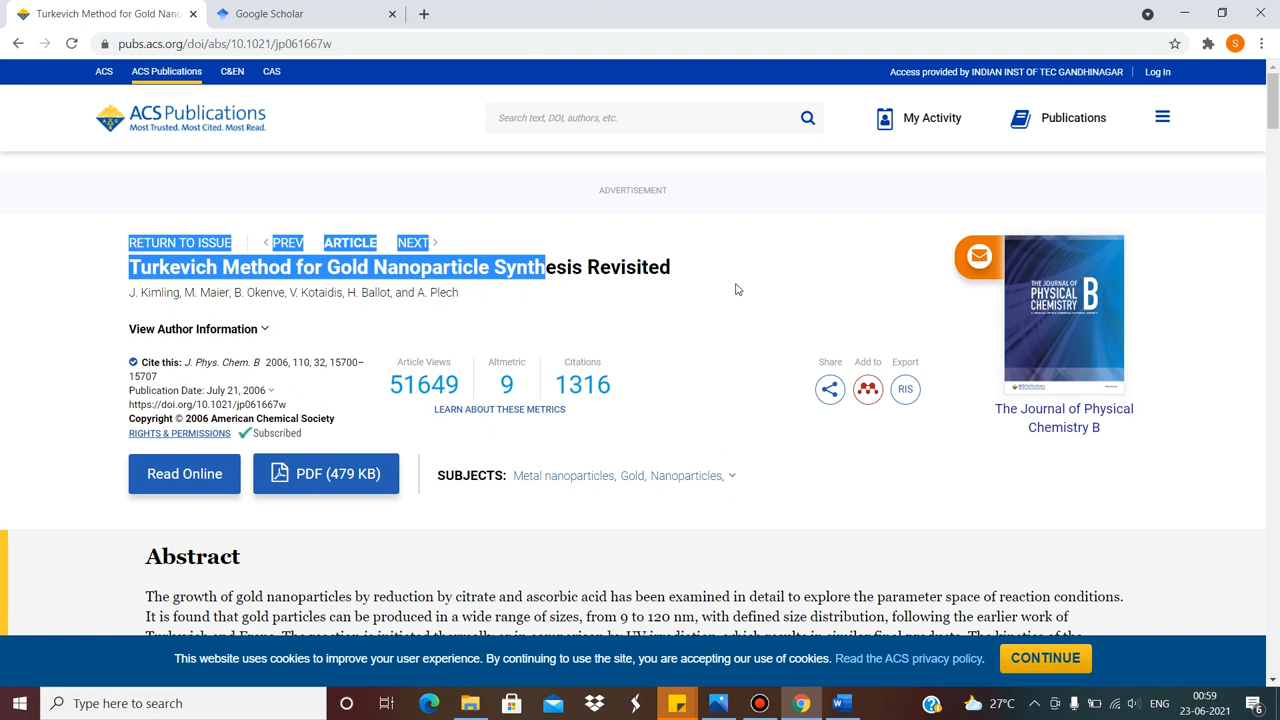 Turkevich Method for Gold Nano
Google Scholar
pubs.acs.org/doi/abs/10.1021/jp061667w
S
ACS
ACS Publications
C&EN
CAS
Access provided by INDIAN INST OF TEC GANDHINAGAR
Log In
ACS Publications
Most Trusted. Most Cited. Most Read.
Search text, DOI, authors, etc.
My Activity
Publications
ADVERTISEMENT
RETURN TO ISSUE
PREV
ARTICLE
NEXT
Turkevich Method for Gold Nanoparticle Synthesis Revisited
J. Kimling, M. Maier, B. Okenve, V. Kotaidis, H. Ballot, and A. Plech
THE JOURNAL OF
PHYSICAL
CHEMISTRY
B
View Author Information
Cite this: J. Phys. Chem. B 2006, 110, 32, 15700–
15707
Publication Date: July 21, 2006
https://doi.org/10.1021/jp061667w
Copyright © 2006 American Chemical Society
RIGHTS & PERMISSIONS
Subscribed
Article Views
51649
Altmetric
9
Citations
1316
LEARN ABOUT THESE METRICS
Share
Add to
Export
RIS
The Journal of Physical
Chemistry B
Read Online
PDF (479 KB)
SUBJECTS: Metal nanoparticles, Gold, Nanoparticles,
Abstract
The growth of gold nanoparticles by reduction by citrate and ascorbic acid has been examined in detail to explore the parameter space of reaction conditions.
It is found that gold particles can be produced in a wide range of sizes, from 9 to 120 nm, with defined size distribution, following the earlier work of
This website uses cookies to improve your user experience. By continuing to use the site, you are accepting our use of cookies. Read the ACS privacy policy.
CONTINUE
Type here to search
27°C
ENG
00:59
23-06-2021
6